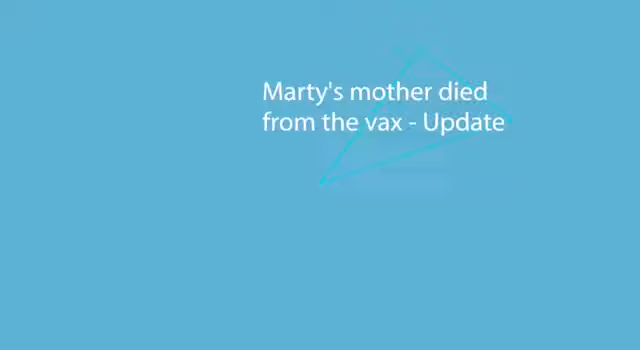 Marty's mother died
from the vax - Update